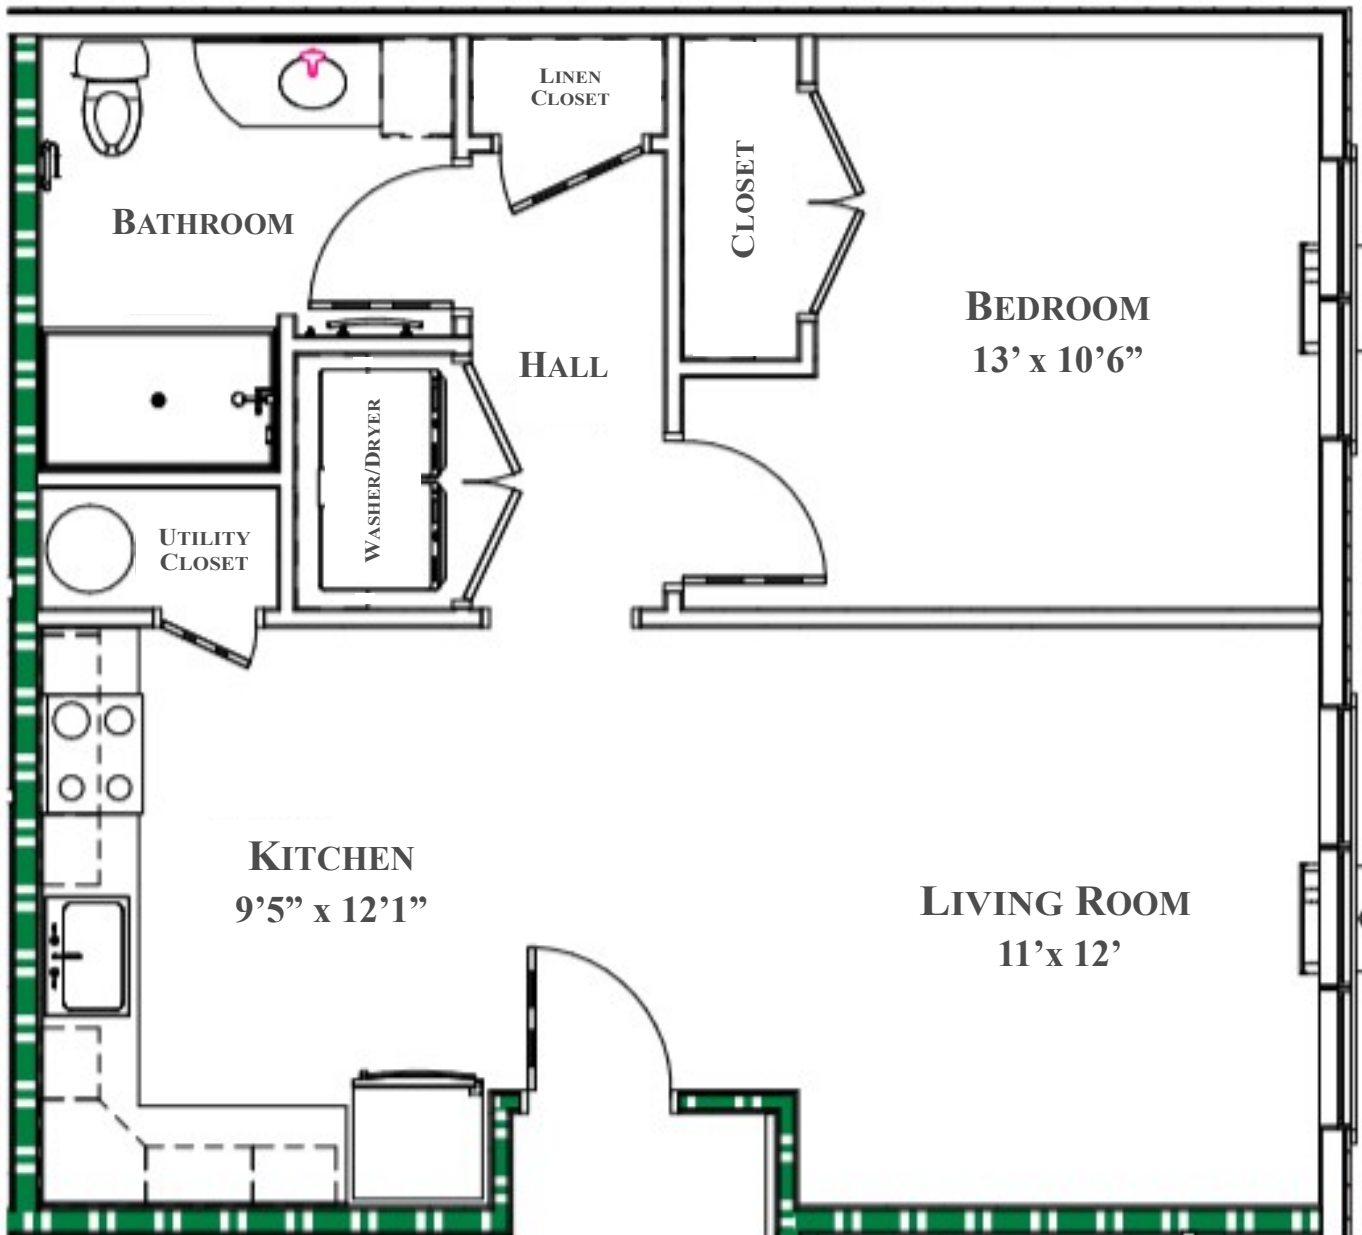 LINEN
CLOSET
CLOSET
BATHROOM
BEDROOM
13’ x 10’6”
HALL
WASHER/DRYER
UTILITY
CLOSET
KITCHEN
9’5” x 12’1”
LIVING ROOM
11’x 12’